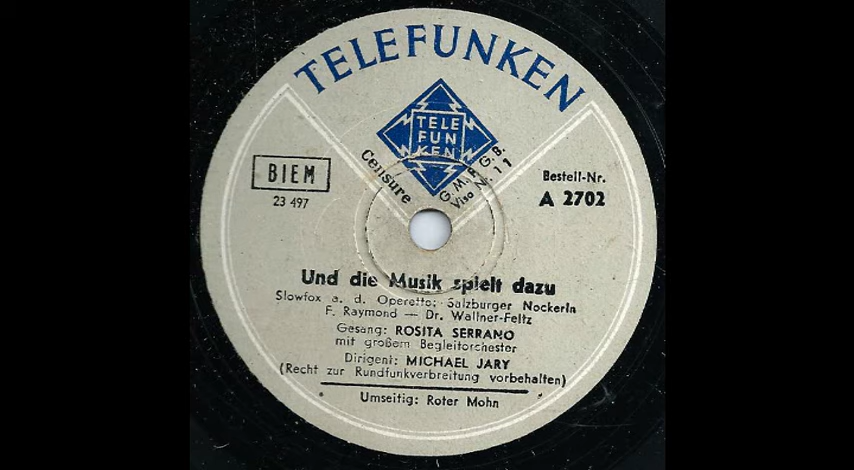 TELEFUNKEN
TELE
FUN
KEN
BIEM
23 497
Censure
G.M.F.G.B.
Visa Nr. 11
Bestell-Nr.
A 2702
Und die Musik spielt dazu
Slowfox a. d. Operette: Salzburger Nockerln
F. Raymond — Dr. Wallner-Feltz
Gesang: ROSITA SERRANO
mit großem Begleitorchester
Dirigent: MICHAEL JARY
(Recht zur Rundfunkverbreitung vorbehalten)
Umseitig: Roter Mohn